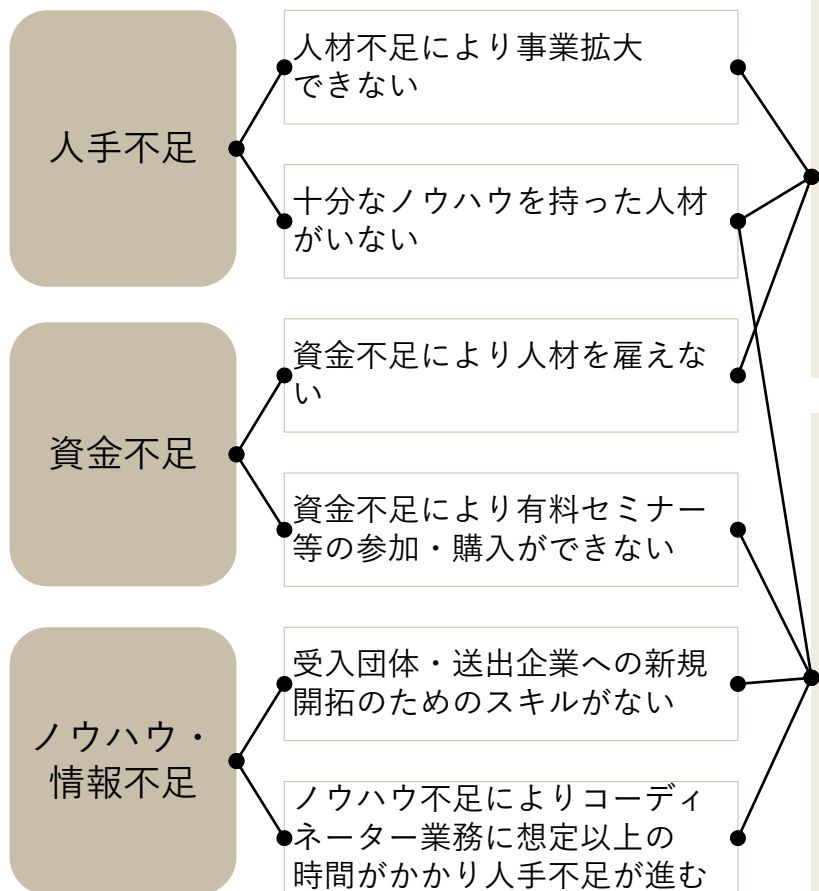 人手不足
人材不足により事業拡大
できない
十分なノウハウを持った人材
がいない
資金不足
資金不足により人材を雇えな
い
資金不足により有料セミナー
等の参加・購入ができない
ノウハウ・
情報不足
受入団体・送出企業への新規
開拓のためのスキルがない
ノウハウ不足によりコーディ
ネーター業務に想定以上の
時間がかかり人手不足が進む